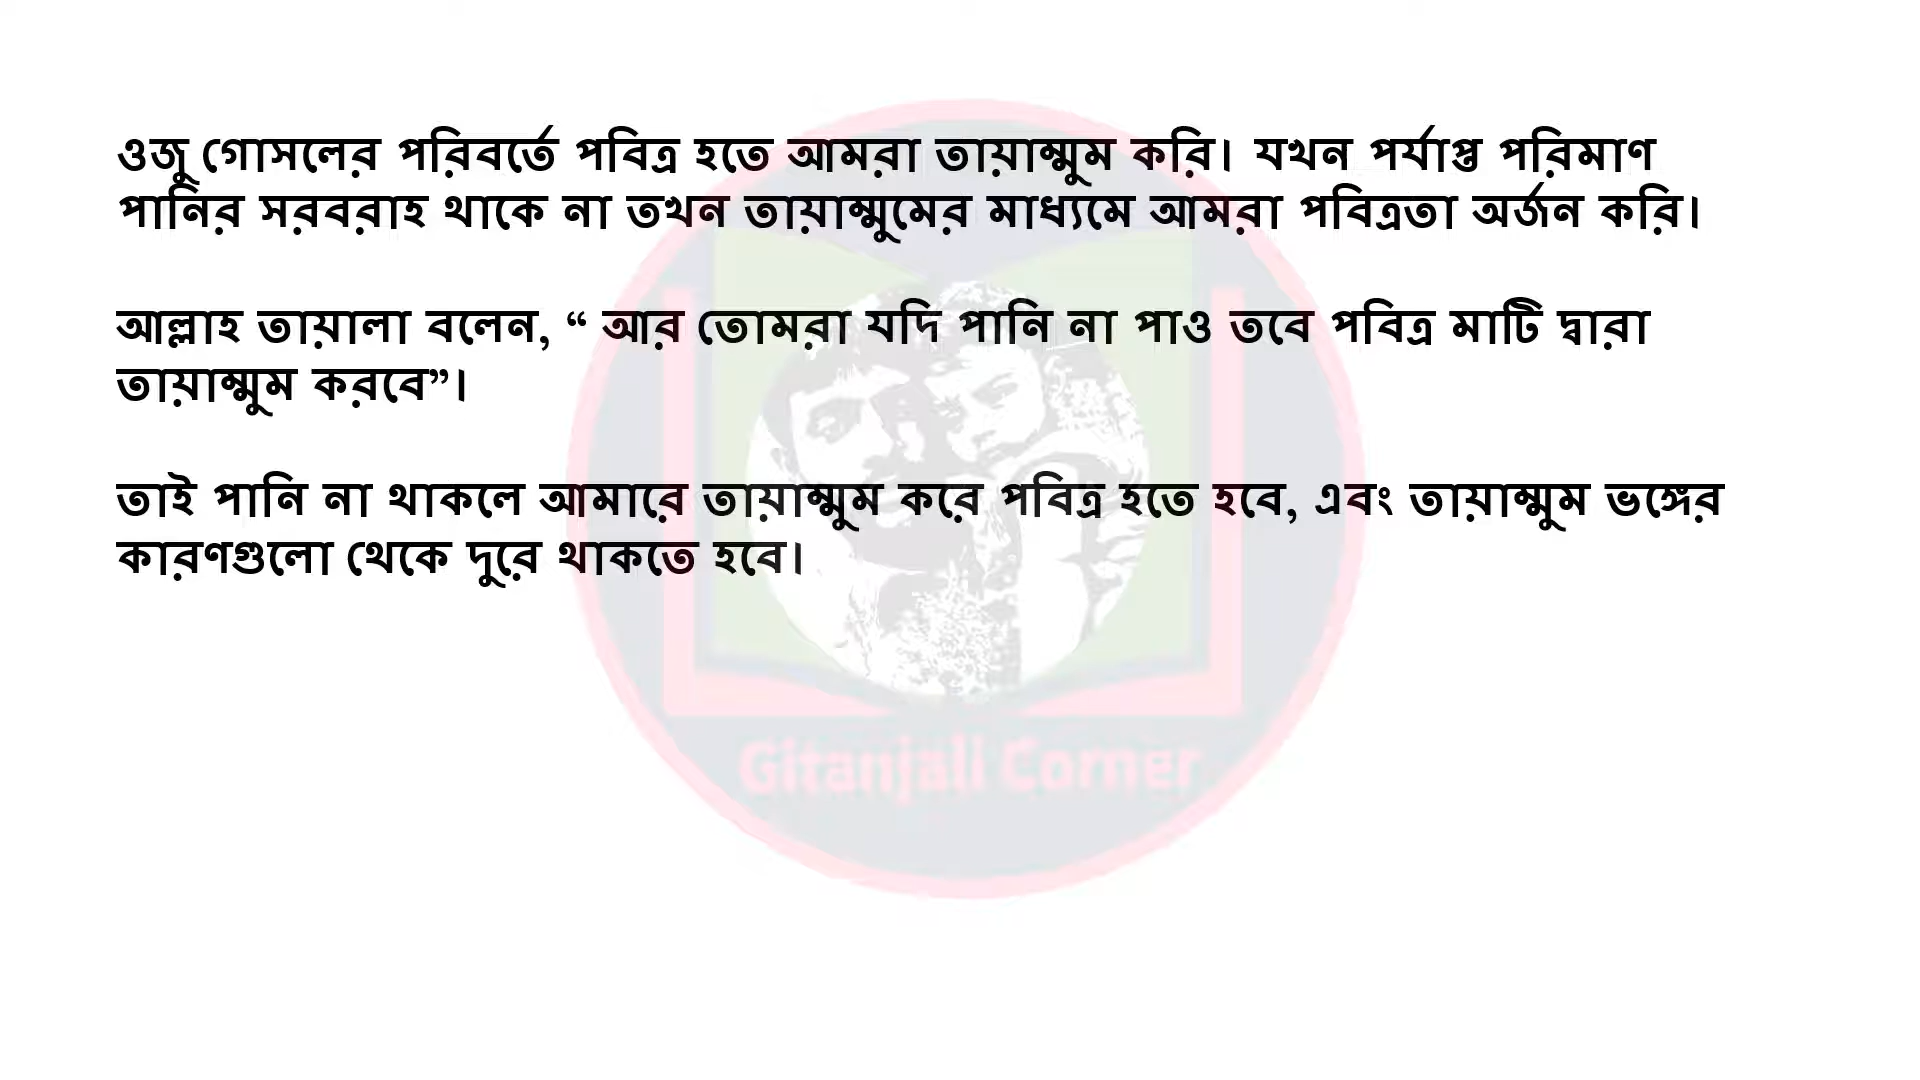 ওজু গোসলের পরিবর্তে পবিত্র হতে আমরা তায়াম্মুম করি। যখন পর্যাপ্ত পরিমাণ
পানির সরবরাহ থাকে না তখন তায়াম্মুমের মাধ্যমে আমরা পবিত্রতা অর্জন করি।
আল্লাহ তায়ালা বলেন, “ আর তোমরা যদি পানি না পাও তবে পবিত্র মাটি দ্বারা
তায়াম্মুম করবে”।
তাই পানি না থাকলে আমারে তায়াম্মুম করে পবিত্র হতে হবে, এবং তায়াম্মুম ভঙ্গের
কারণগুলো থেকে দুরে থাকতে হবে।
Gitanjali Corner